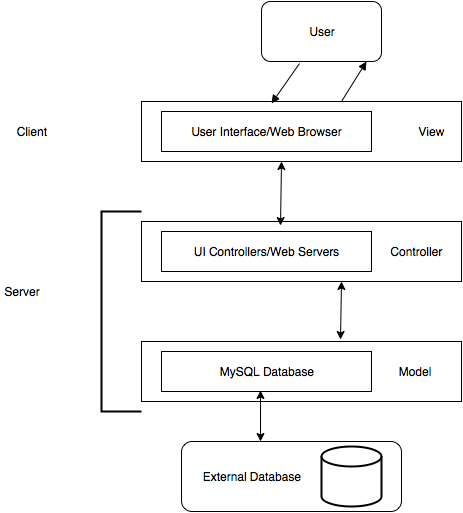 User
Client
User Interface/Web Browser
View
UI Controllers/Web Servers
Controller
Server
MySQL Database
Model
External Database